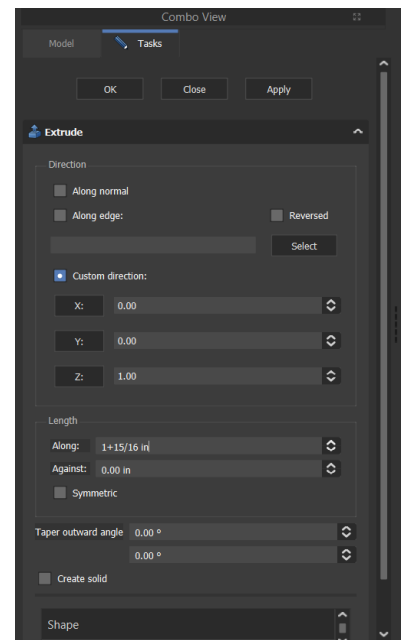 Combo View
Model Tasks
OK Close Apply
Extrude
Direction
Along normal
Along edge: Reversed
Select
Custom direction:
X: 0.00
Y: 0.00
Z: 1.00
Length
Along: 1+15/16 in
Against: 0.00 in
Symmetric
Taper outward angle 0.00 °
0.00 °
Create solid
Shape